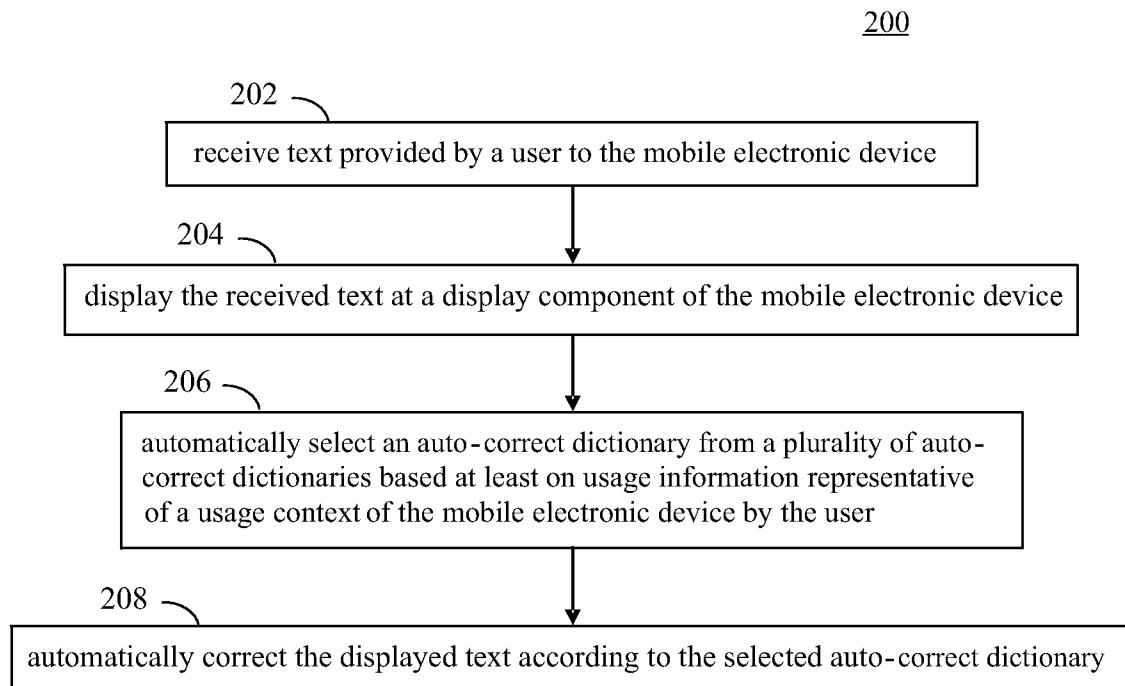 200
202
receive text provided by a user to the mobile electronic device
204
display the received text at a display component of the mobile electronic device
206
automatically select an auto-correct dictionary from a plurality of auto-
correct dictionaries based at least on usage information representative
of a usage context of the mobile electronic device by the user
208
automatically correct the displayed text according to the selected auto-correct dictionary